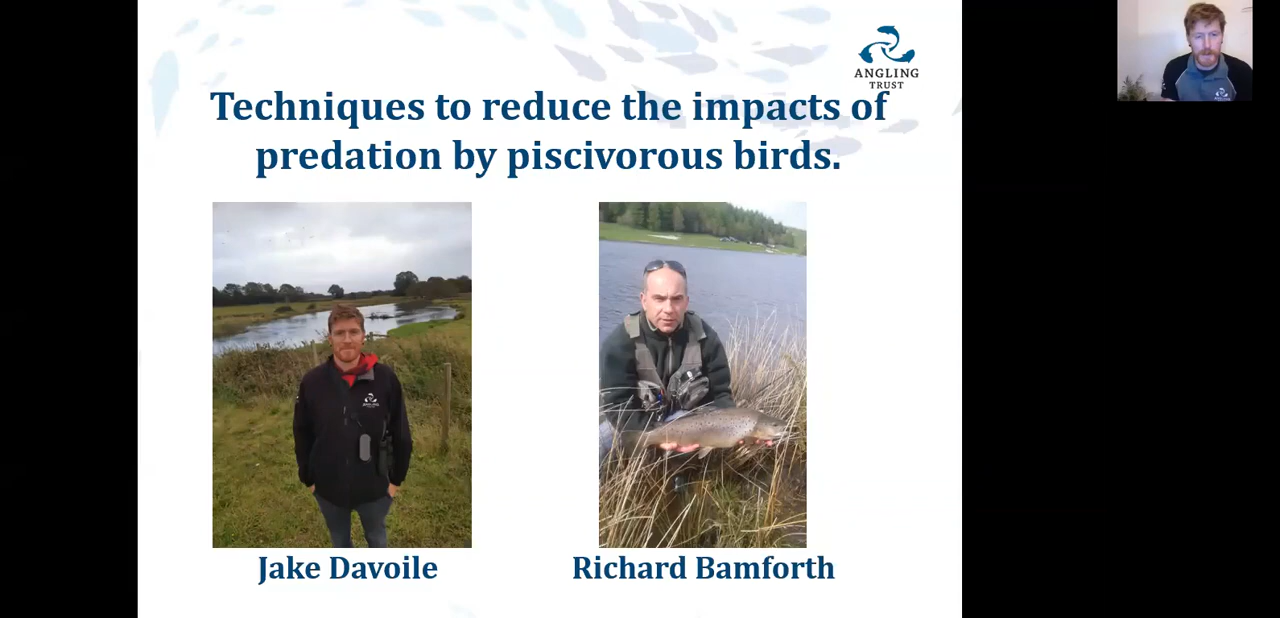 ANGLING
TRUST
Techniques to reduce the impacts of
predation by piscivorous birds.
Jake Davoile
Richard Bamforth